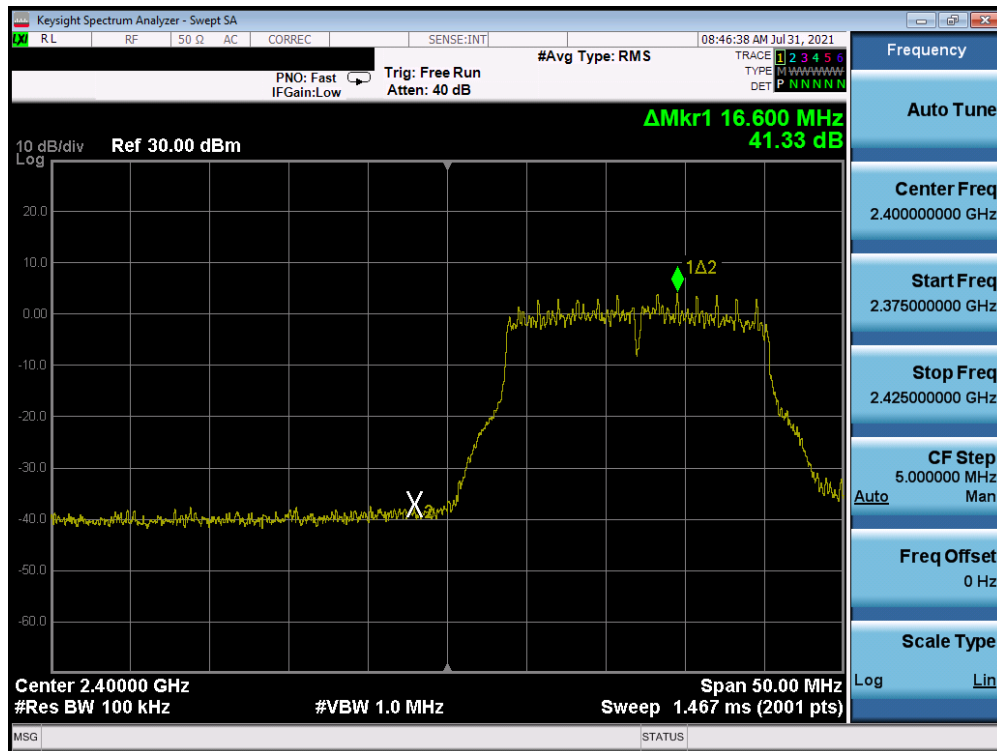 Keysight Spectrum Analyzer - Swept SA
LXI RL RF 50 Ω AC CORREC SENSE:INT 08:46:38 AM Jul 31, 2021
#Avg Type: RMS
TRACE 1 2 3 4 5 6
TYPE M WWWWW
DET P N N N N N
PNO: Fast
IFGain:Low
Trig: Free Run
Atten: 40 dB
ΔMkr1 16.600 MHz
41.33 dB
10 dB/div
Log
Ref 30.00 dBm
20.0
10.0
0.00
-10.0
-20.0
-30.0
-40.0
-50.0
-60.0
1Δ2
X2
Center 2.40000 GHz
Span 50.00 MHz
#Res BW 100 kHz
#VBW 1.0 MHz
Sweep 1.467 ms (2001 pts)
MSG
STATUS
Frequency
Auto Tune
Center Freq
2.400000000 GHz
Start Freq
2.375000000 GHz
Stop Freq
2.425000000 GHz
CF Step
5.000000 MHz
Auto Man
Freq Offset
0 Hz
Scale Type
Log Lin